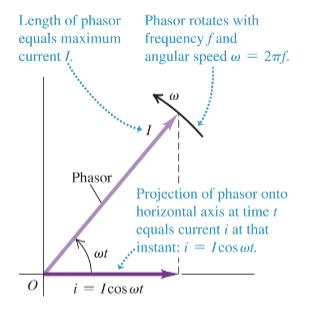 Length of phasor
equals maximum
current I.
Phasor rotates with
frequency f and
angular speed ω = 2πf.
ω
I
Phasor
Projection of phasor onto
horizontal axis at time t
equals current i at that
instant: i = I cos ωt.
ωt
O
i = I cos ωt